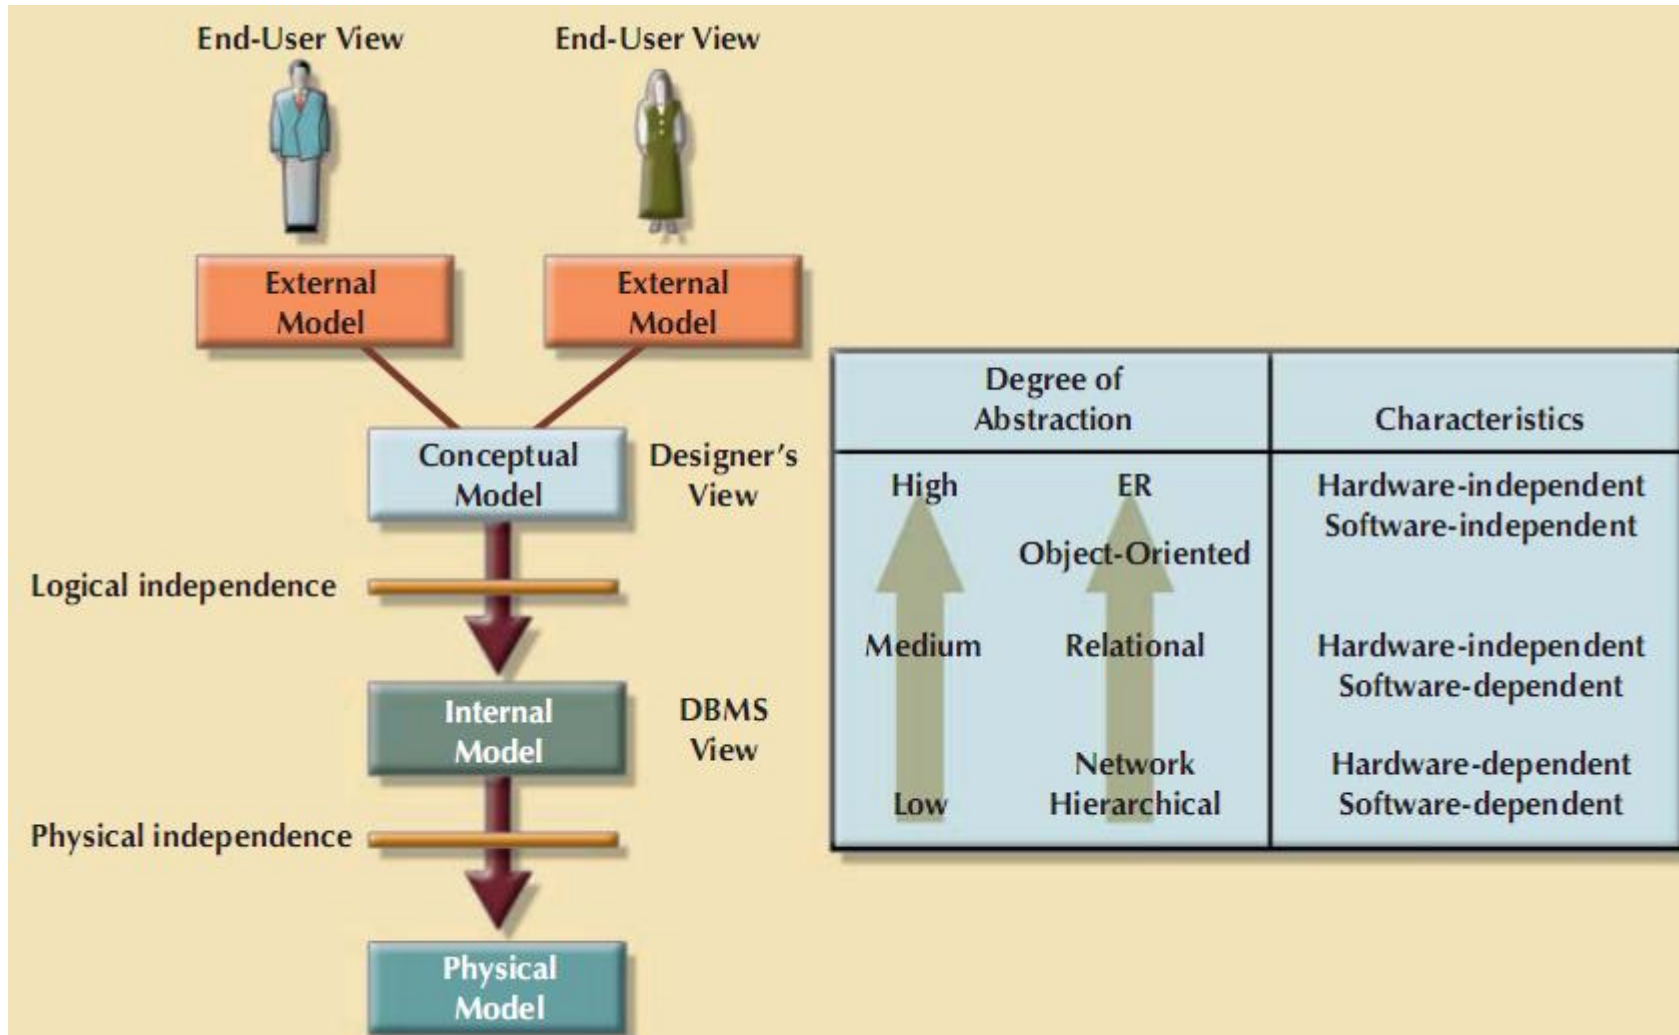 End-User View
End-User View
External
Model
External
Model
Conceptual
Model
Designer's
View
Logical independence
Internal
Model
DBMS
View
Physical independence
Physical
Model
Degree of
Abstraction
Characteristics
High
ER
Hardware-independent
Software-independent
Object-Oriented
Medium
Relational
Hardware-independent
Software-dependent
Low
Network
Hierarchical
Hardware-dependent
Software-dependent